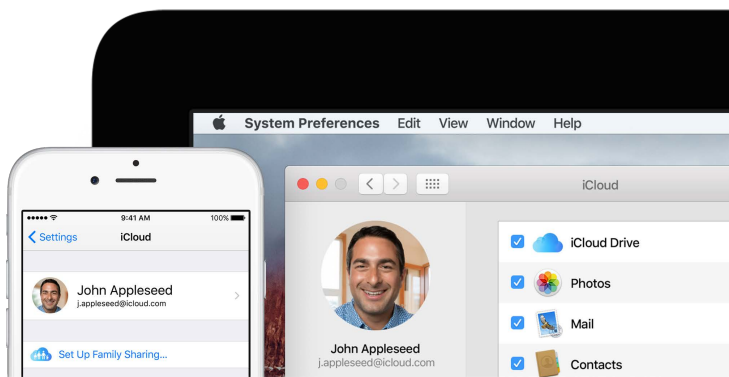 System Preferences Edit View Window Help
iCloud
iCloud Drive
Photos
Mail
Contacts
John Appleseed
j.appleseed@icloud.com
9:41 AM 100%
Settings iCloud
John Appleseed
j.appleseed@icloud.com
Set Up Family Sharing...